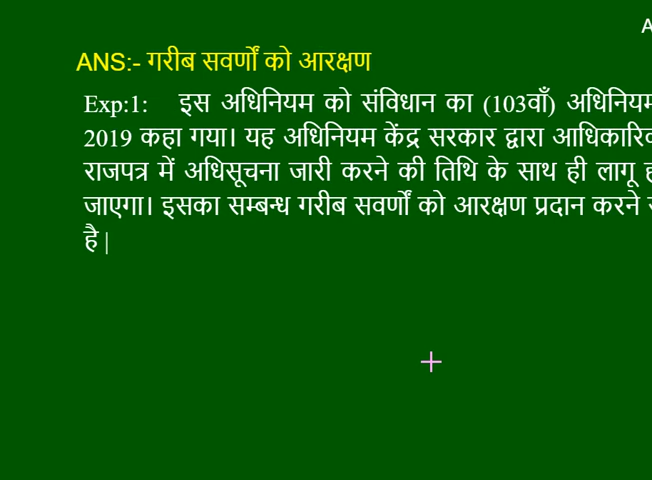 A
ANS:- गरीब सवर्णों को आरक्षण
Exp:1: इस अधिनियम को संविधान का (103वाँ) अधिनियम
2019 कहा गया। यह अधिनियम केंद्र सरकार द्वारा
राजपत्र में अधिसूचना जारी करने की तिथि के साथ ही लागू
जाएगा। इसका सम्बन्ध गरीब सवर्णों को आरक्षण प्रदान करने
है|